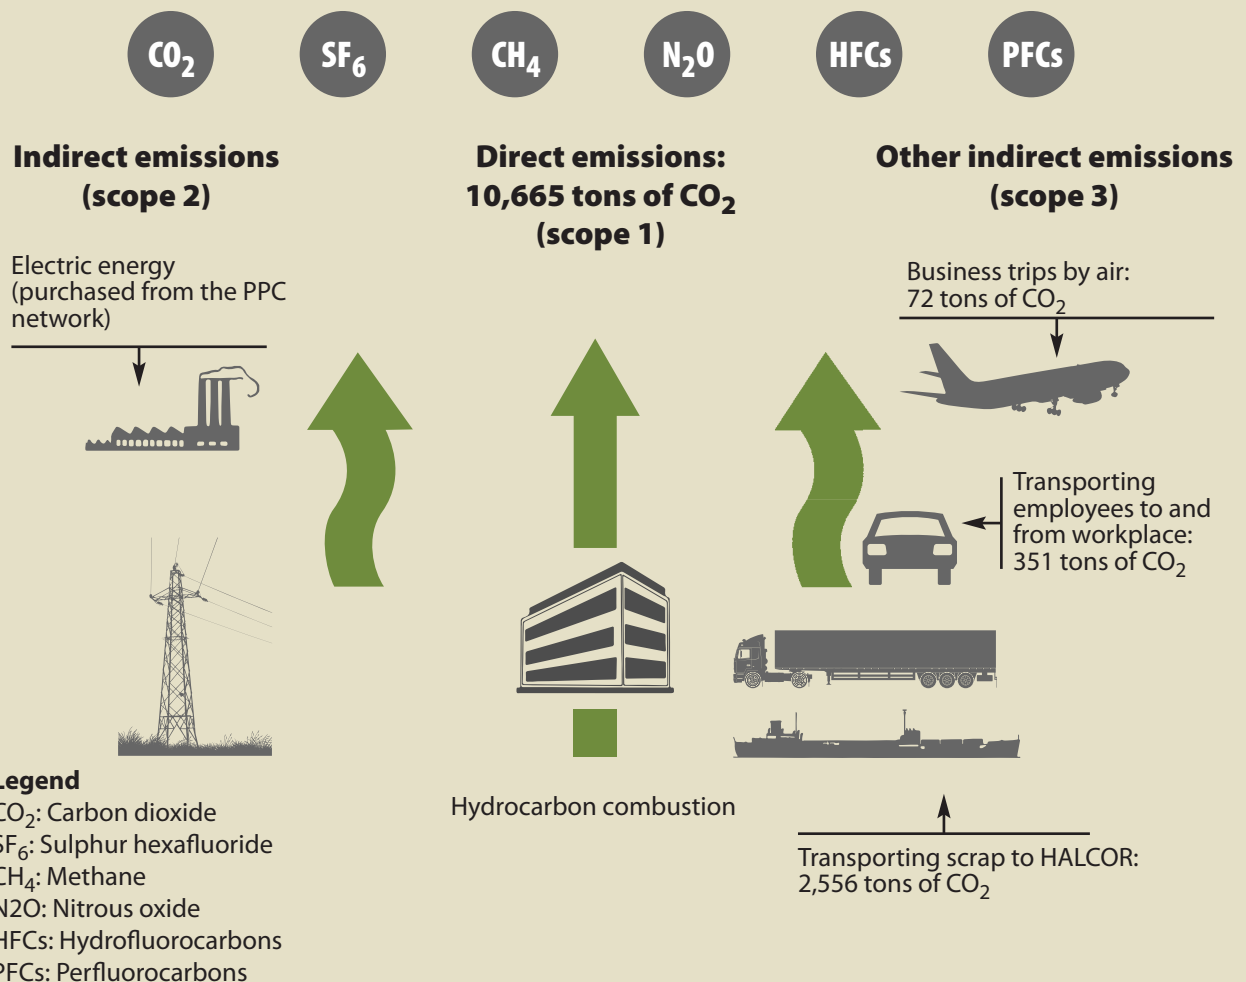 CO₂
SF₆
CH₄
N₂O
HFCs
PFCs
Indirect emissions
(scope 2)
Electric energy
(purchased from the PPC
network)
Direct emissions:
10,665 tons of CO₂
(scope 1)
Hydrocarbon combustion
Other indirect emissions
(scope 3)
Business trips by air:
72 tons of CO₂
Transporting
employees to and
from workplace:
351 tons of CO₂
Transporting scrap to HALCOR:
2,556 tons of CO₂
Legend
CO₂: Carbon dioxide
SF₆: Sulphur hexafluoride
CH₄: Methane
N2O: Nitrous oxide
HFCs: Hydrofluorocarbons
PFCs: Perfluorocarbons